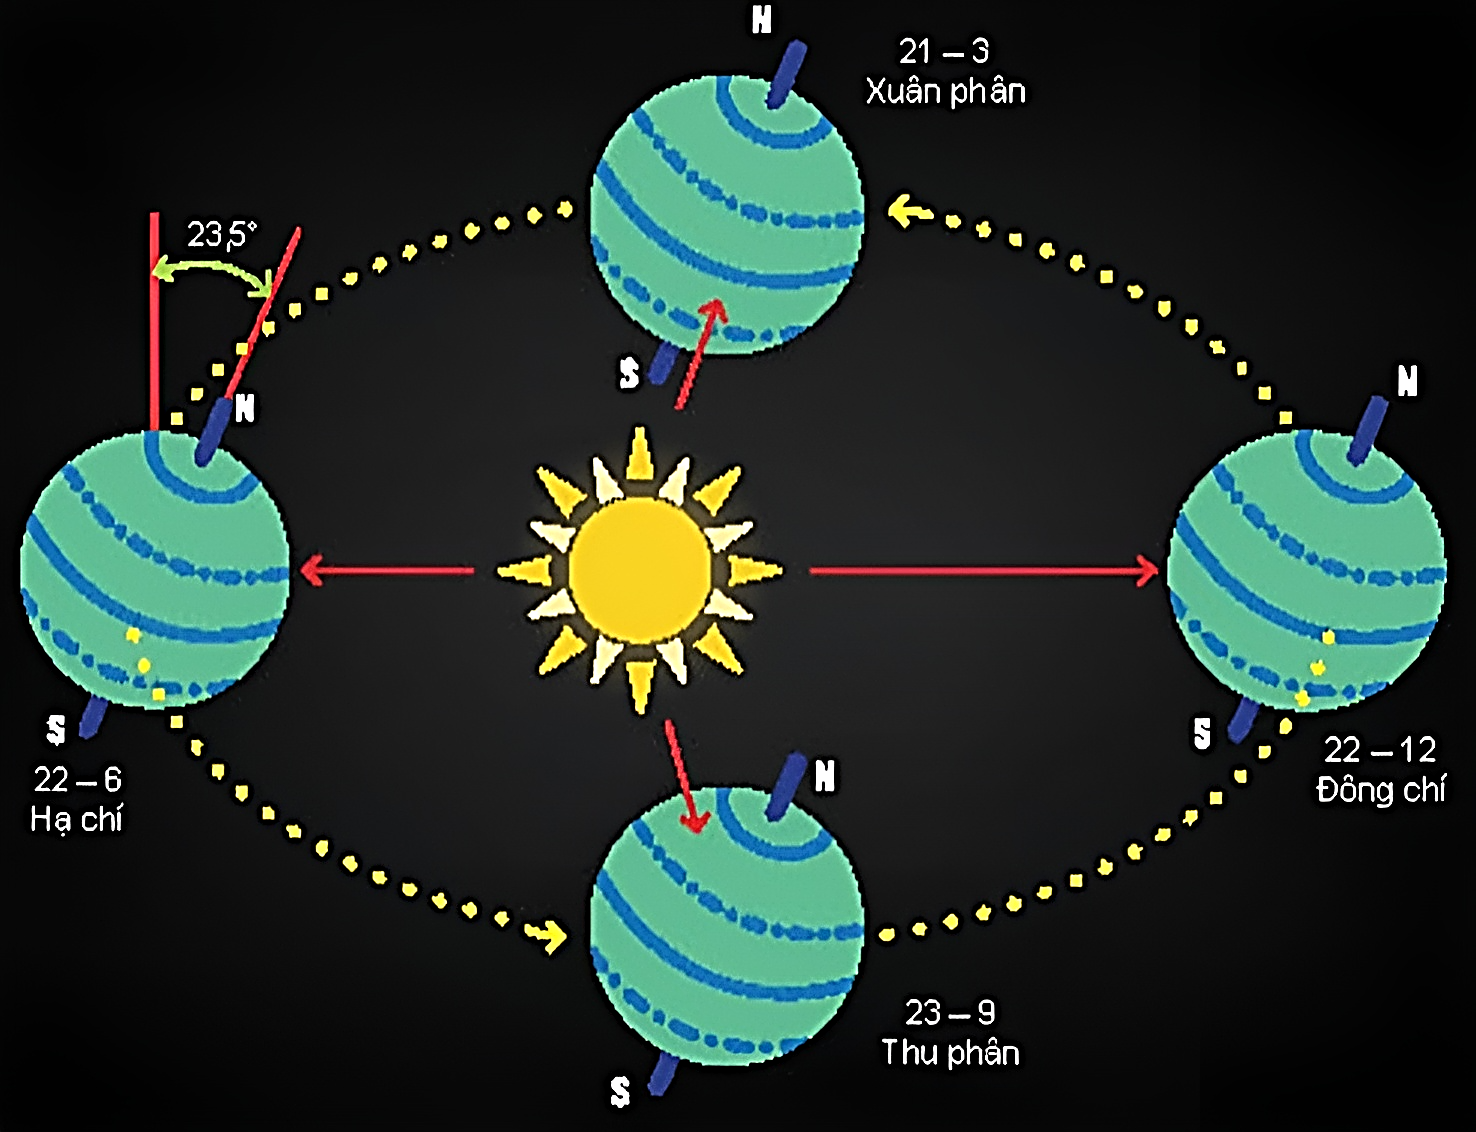 N
21 – 3
Xuân phân
23,5°
S
N
N
S
22 – 6
Hạ chí
S
22 – 12
Đông chí
N
23 – 9
Thu phân
S